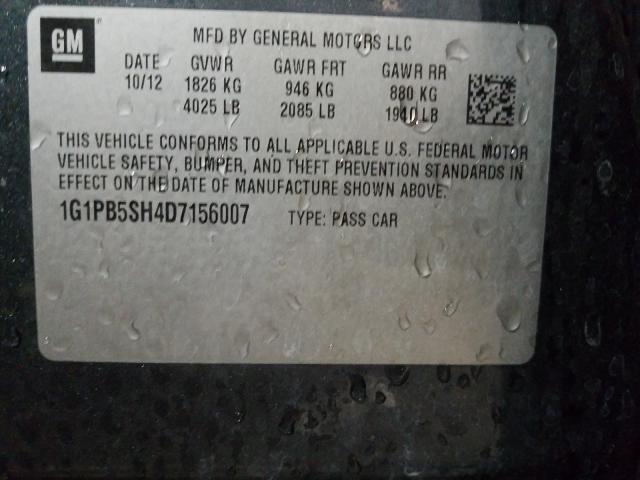 GM
MFD BY GENERAL MOTORS LLC
DATE GVWR GAWR FRT GAWR RR
10/12 1826 KG 946 KG 880 KG
4025 LB 2085 LB 1940 LB
THIS VEHICLE CONFORMS TO ALL APPLICABLE U.S. FEDERAL MOTOR
VEHICLE SAFETY, BUMPER, AND THEFT PREVENTION STANDARDS IN
EFFECT ON THE DATE OF MANUFACTURE SHOWN ABOVE.
1G1PB5SH4D7156007 TYPE: PASS CAR